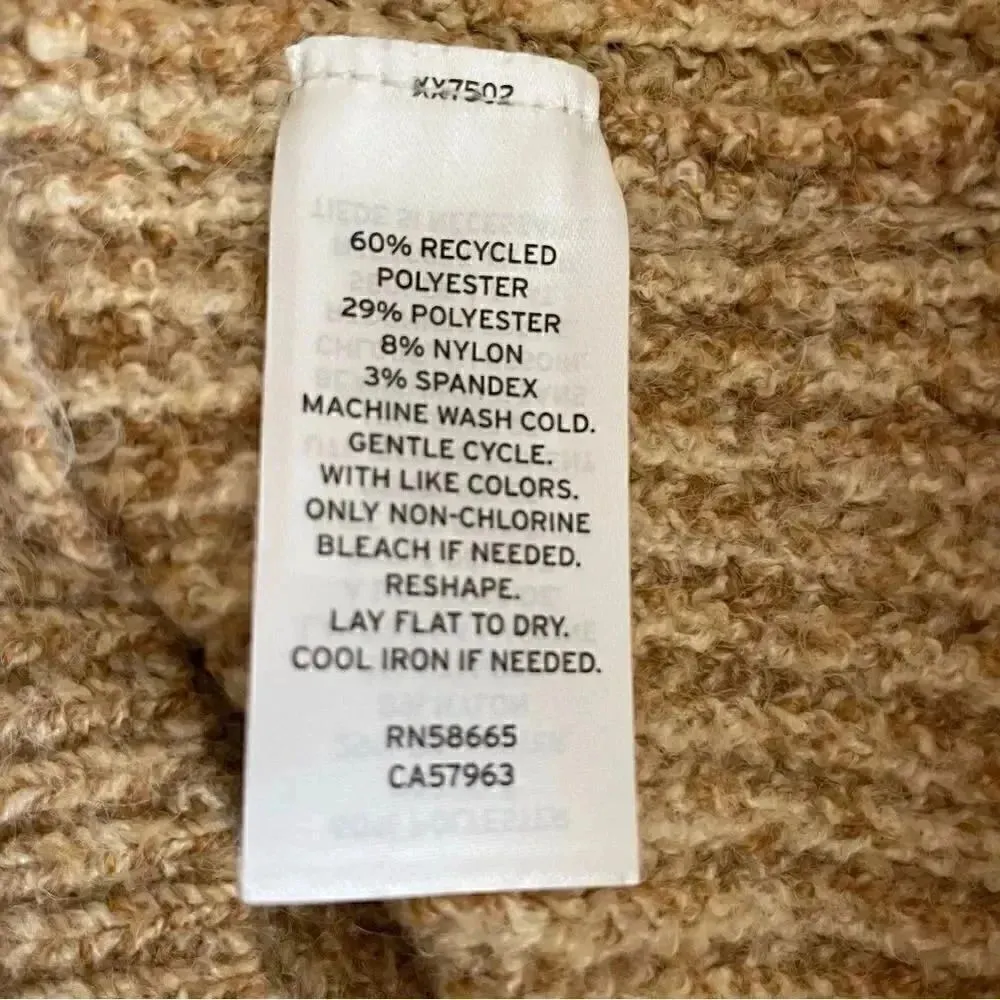 XX7502
60% RECYCLED
POLYESTER
29% POLYESTER
8% NYLON
3% SPANDEX
MACHINE WASH COLD.
GENTLE CYCLE.
WITH LIKE COLORS.
ONLY NON-CHLORINE
BLEACH IF NEEDED.
RESHAPE.
LAY FLAT TO DRY.
COOL IRON IF NEEDED.
RN58665
CA57963